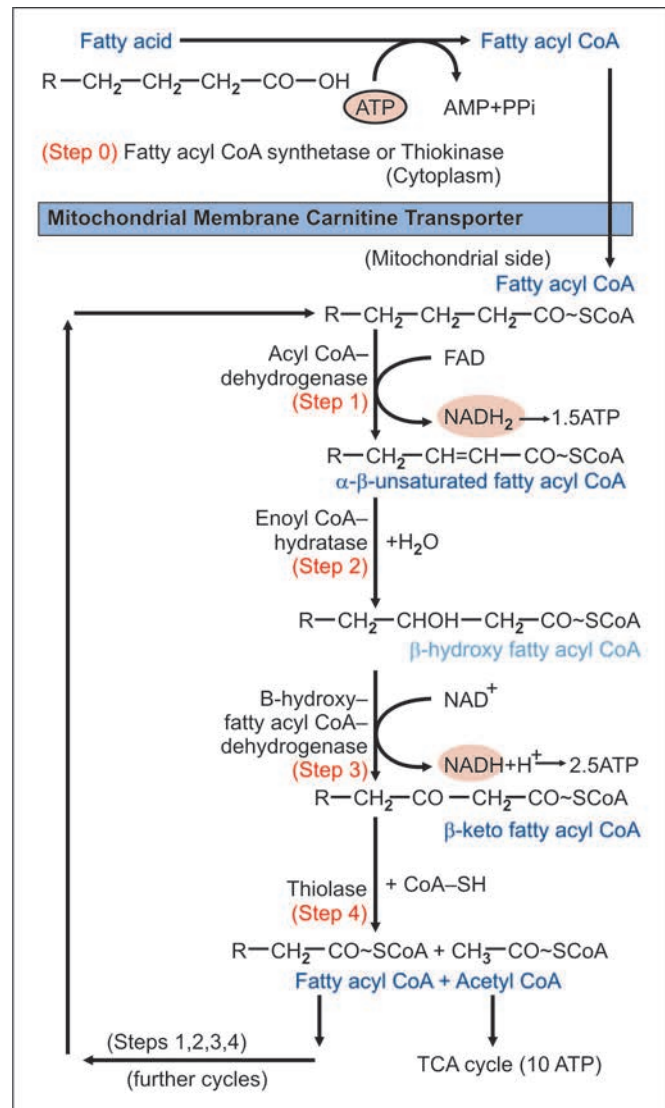 Fatty acid
Fatty acyl CoA
R—CH₂—CH₂—CH₂—CO—OH
ATP
AMP+PPi
(Step 0) Fatty acyl CoA synthetase or Thiokinase
(Cytoplasm)
Mitochondrial Membrane Carnitine Transporter
(Mitochondrial side)
Fatty acyl CoA
R—CH₂—CH₂—CH₂—CO~SCoA
Acyl CoA–
dehydrogenase
(Step 1)
FAD
NADH₂
1.5ATP
R—CH₂—CH=CH—CO~SCoA
α-β-unsaturated fatty acyl CoA
Enoyl CoA–
hydratase
(Step 2)
+H₂O
R—CH₂—CHOH—CH₂—CO~SCoA
β-hydroxy fatty acyl CoA
B-hydroxy–
fatty acyl CoA–
dehydrogenase
(Step 3)
NAD⁺
NADH+H⁺
2.5ATP
R—CH₂—CO—CH₂—CO~SCoA
β-keto fatty acyl CoA
Thiolase
(Step 4)
+ CoA–SH
R—CH₂—CO~SCoA + CH₃—CO~SCoA
Fatty acyl CoA + Acetyl CoA
(Steps 1,2,3,4)
(further cycles)
TCA cycle (10 ATP)